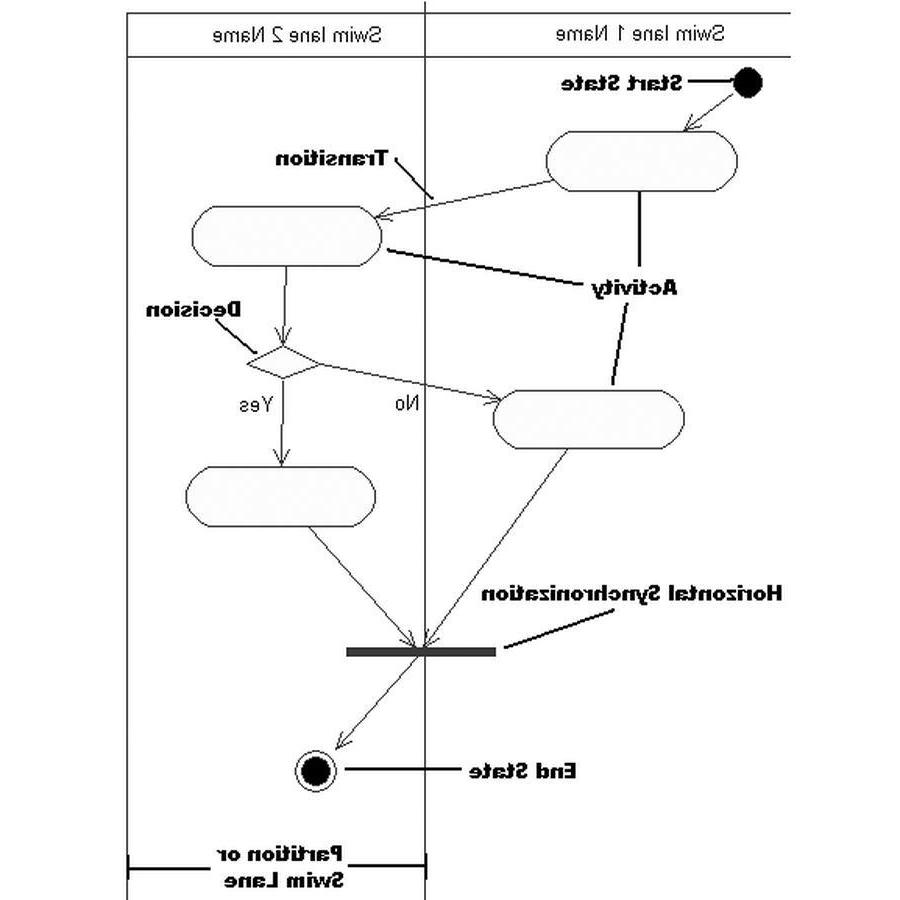 Swim lane 1 Name
Swim lane 2 Name
Start State
Transition
Activity
Decision
Yes
No
Horizontal Synchronization
End State
Partition or
Swim Lane